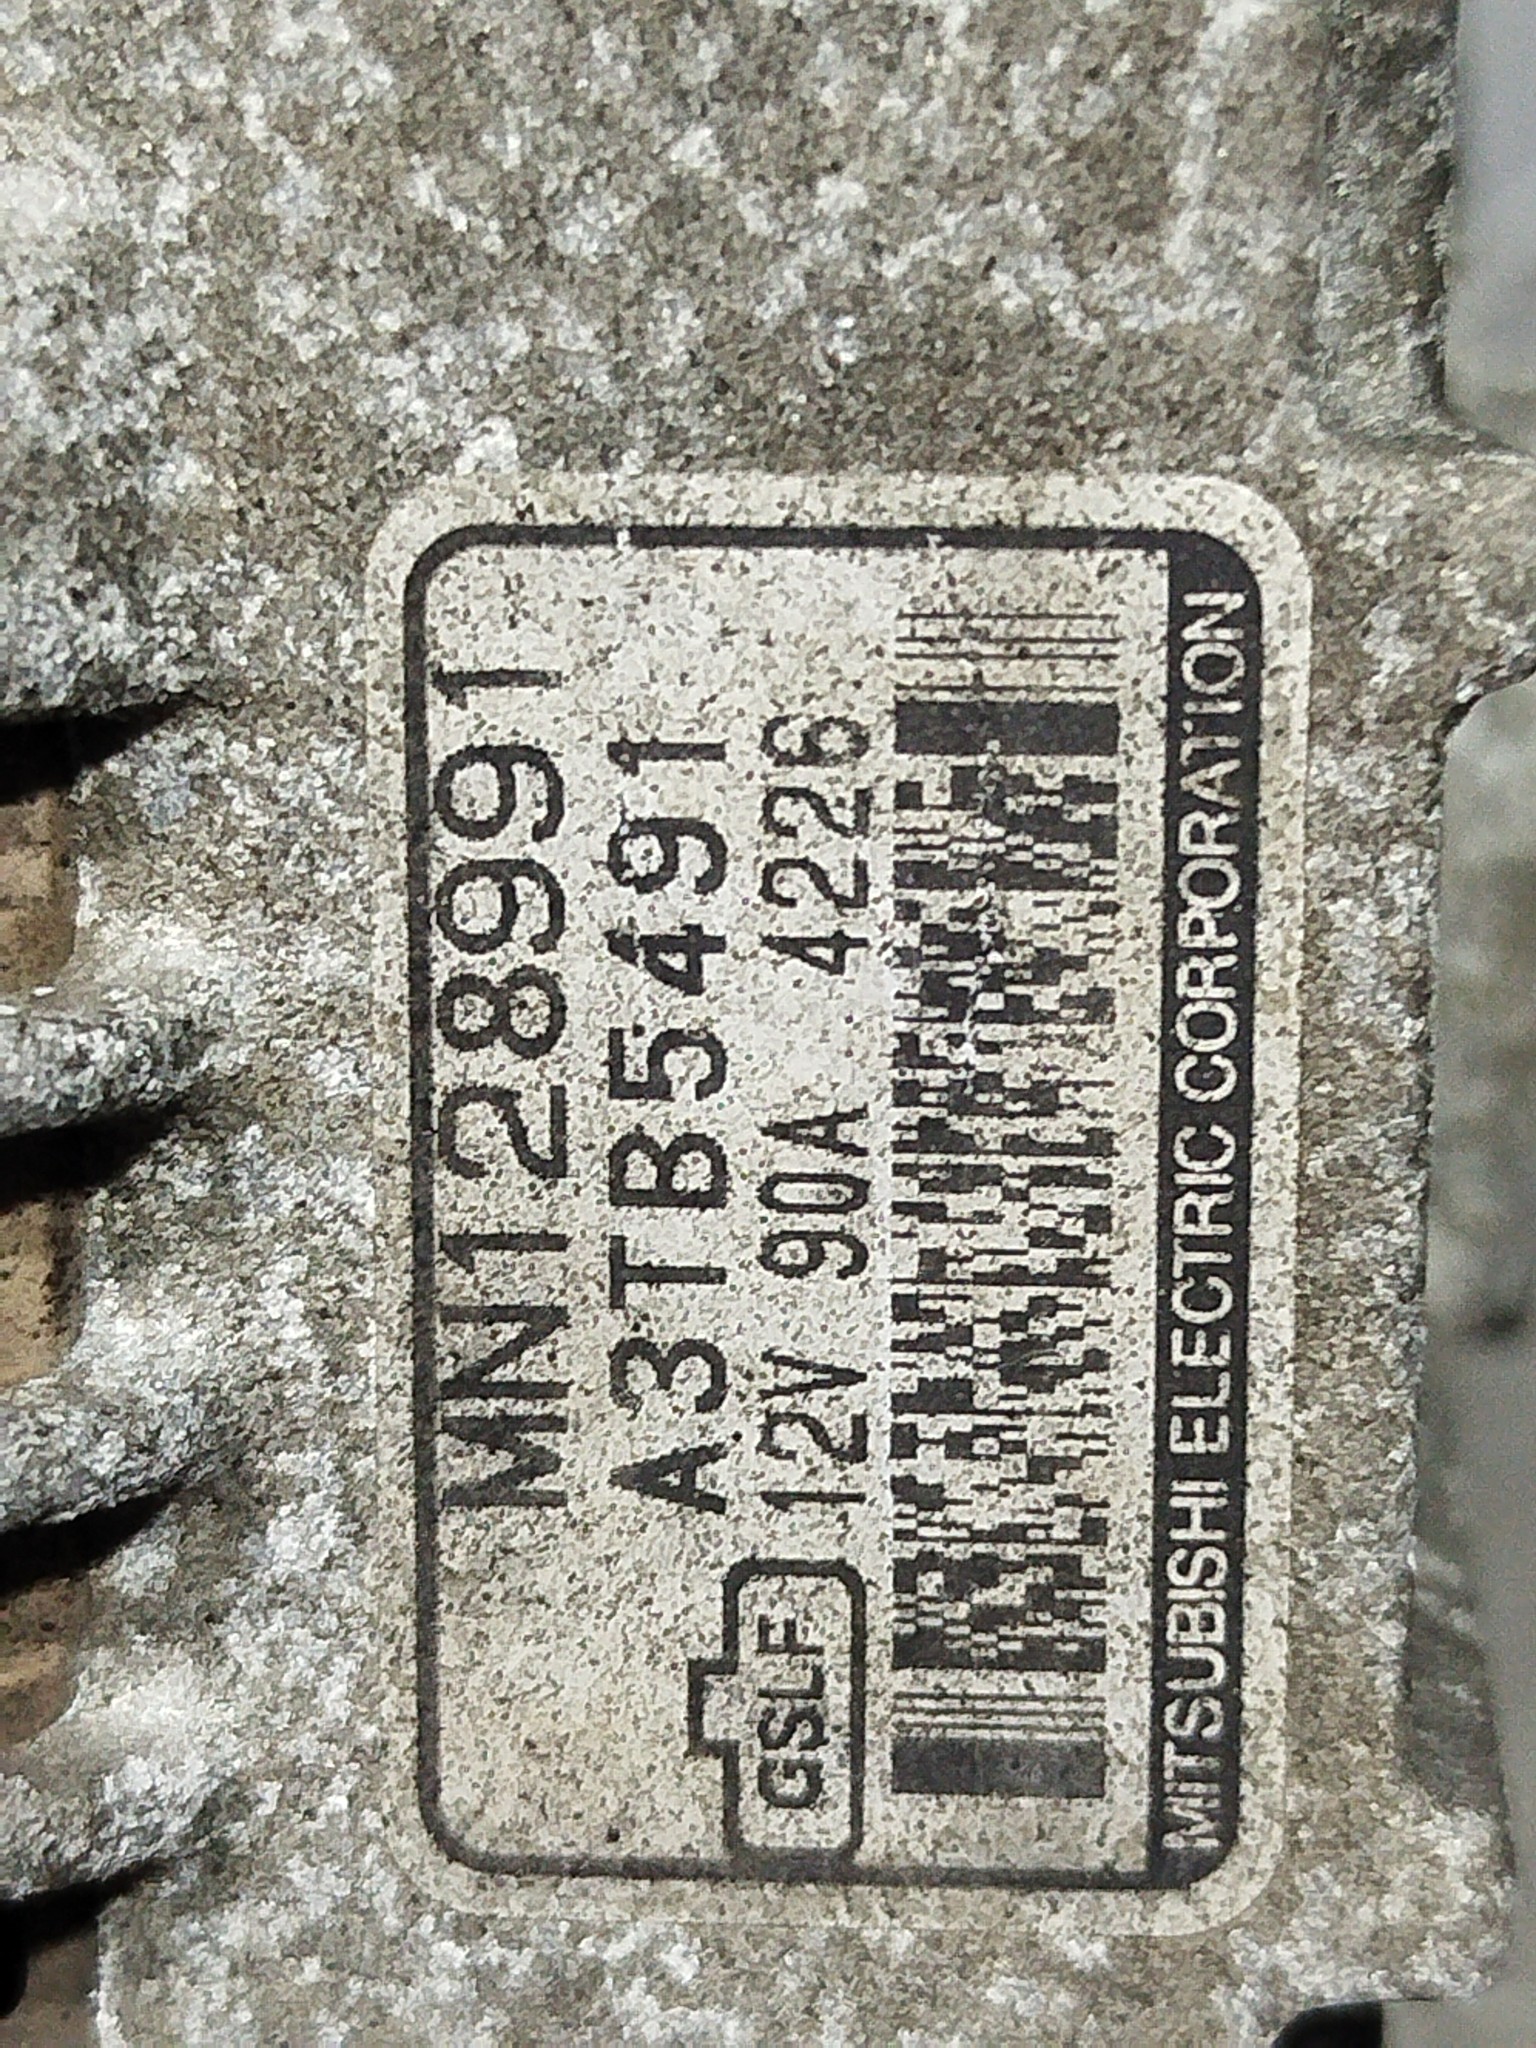 MN128991
A3TB5491
GSLF 12V 90A 4226
MITSUBISHI ELECTRIC CORPORATION